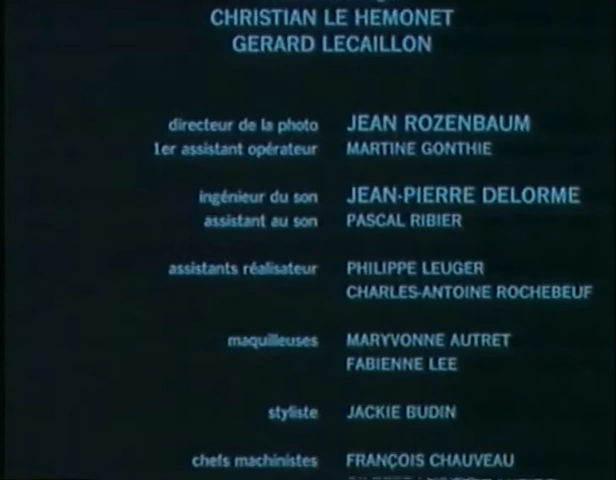 CHRISTIAN LE HEMONET
GERARD LECAILLON
directeur de la photo JEAN ROZENBAUM
1er assistant opérateur MARTINE GONTHIE
ingénieur du son JEAN-PIERRE DELORME
assistant au son PASCAL RIBIER
assistants réalisateur PHILIPPE LEUGER
CHARLES-ANTOINE ROCHEBEUF
maquilleuses MARYVONNE AUTRET
FABIENNE LEE
styliste JACKIE BUDIN
chefs machinistes FRANÇOIS CHAUVEAU